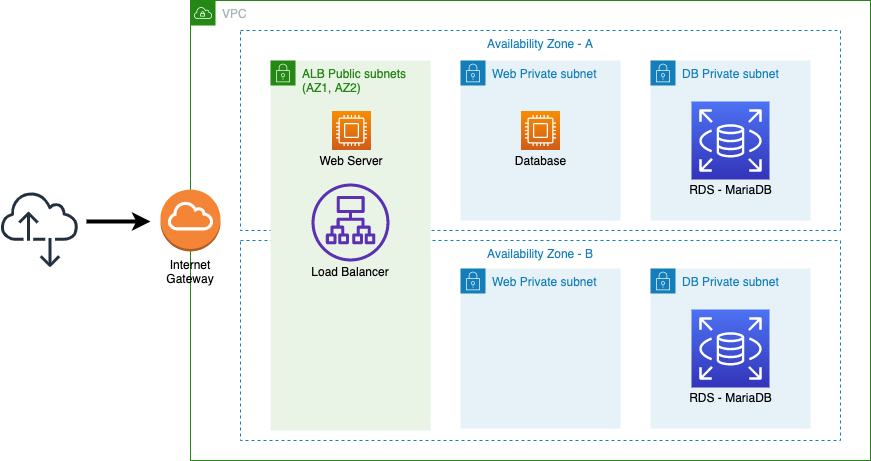 VPC
Availability Zone - A
ALB Public subnets
(AZ1, AZ2)
Web Private subnet
DB Private subnet
Web Server
Database
RDS - MariaDB
Load Balancer
Internet
Gateway
Availability Zone - B
Web Private subnet
DB Private subnet
RDS - MariaDB